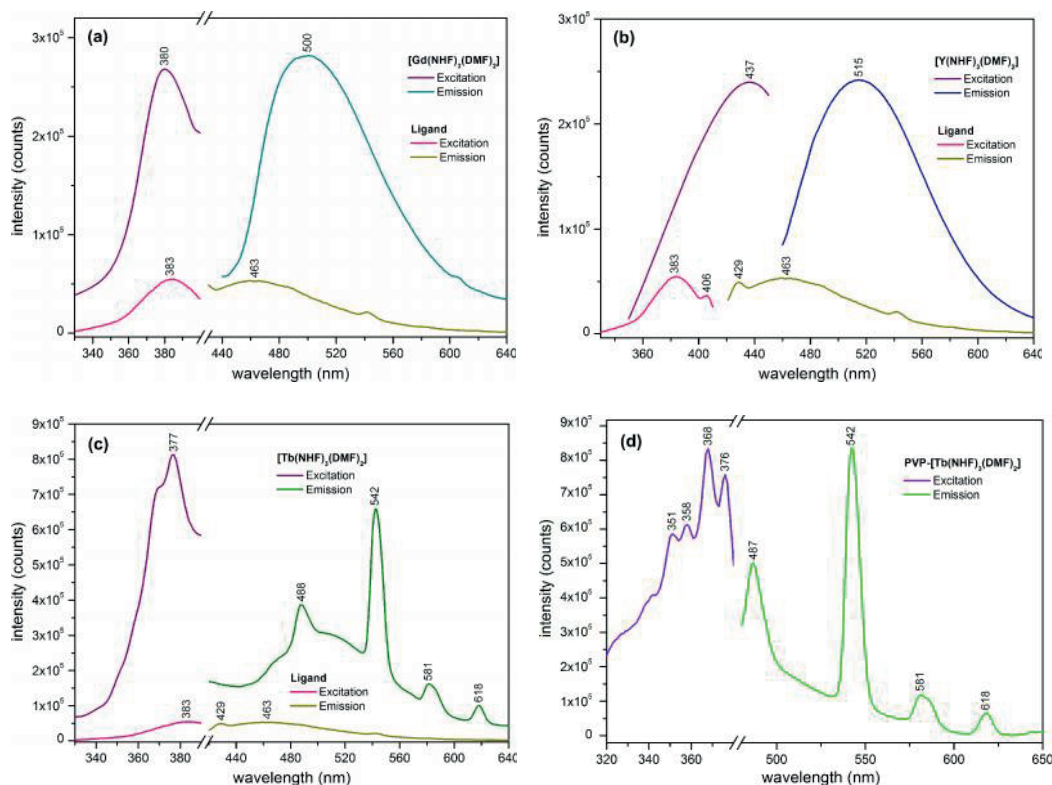 (a)
[Gd(NHF)₃(DMF)₂]
Excitation
Emission
Ligand
Excitation
Emission
380
500
383
463
3x10⁵
2x10⁵
1x10⁵
0
intensity (counts)
340 360 380 440 480 520 560 600 640
wavelength (nm)
(b)
[Y(NHF)₃(DMF)₂]
Excitation
Emission
Ligand
Excitation
Emission
437
515
383
406
429
463
3x10⁵
2x10⁵
1x10⁵
0
intensity (counts)
360 400 440 480 520 560 600 640
wavelength (nm)
(c)
[Tb(NHF)₃(DMF)₂]
Excitation
Emission
Ligand
Excitation
Emission
377
488
542
581
618
383
429
463
9x10⁵
8x10⁵
7x10⁵
6x10⁵
5x10⁵
4x10⁵
3x10⁵
2x10⁵
1x10⁵
0
intensity (counts)
340 360 380 440 480 520 560 600 640
wavelength (nm)
(d)
PVP-[Tb(NHF)₃(DMF)₂]
Excitation
Emission
351
358
368
376
487
542
581
618
9x10⁵
8x10⁵
7x10⁵
6x10⁵
5x10⁵
4x10⁵
3x10⁵
2x10⁵
1x10⁵
0
intensity (counts)
320 340 360 500 550 600 650
wavelength (nm)